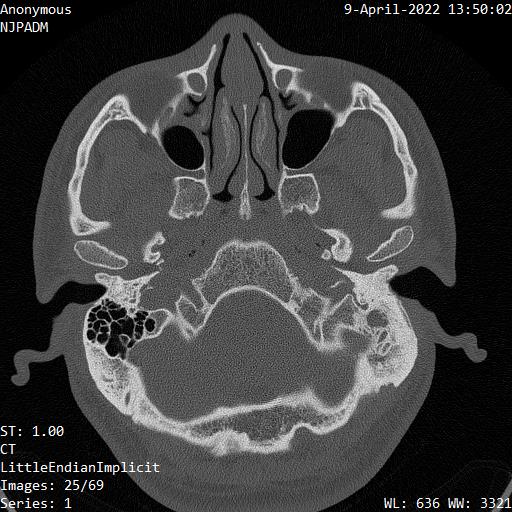 Anonymous
NJPADM
9-April-2022 13:50:02
ST: 1.00
CT
LittleEndianImplicit
Images: 25/69
Series: 1
WL: 636 WW: 3321